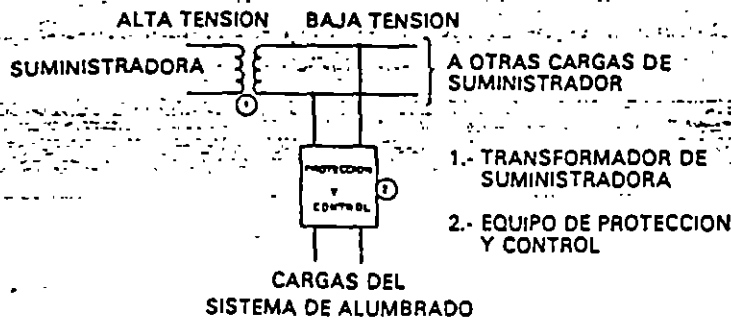 ALTA TENSION BAJA TENSION
SUMINISTRADORA
A OTRAS CARGAS DE
SUMINISTRADOR
1
PROTECCION
Y
CONTROL
2
1.- TRANSFORMADOR DE
SUMINISTRADORA
2.- EQUIPO DE PROTECCION
Y CONTROL
CARGAS DEL
SISTEMA DE ALUMBRADO